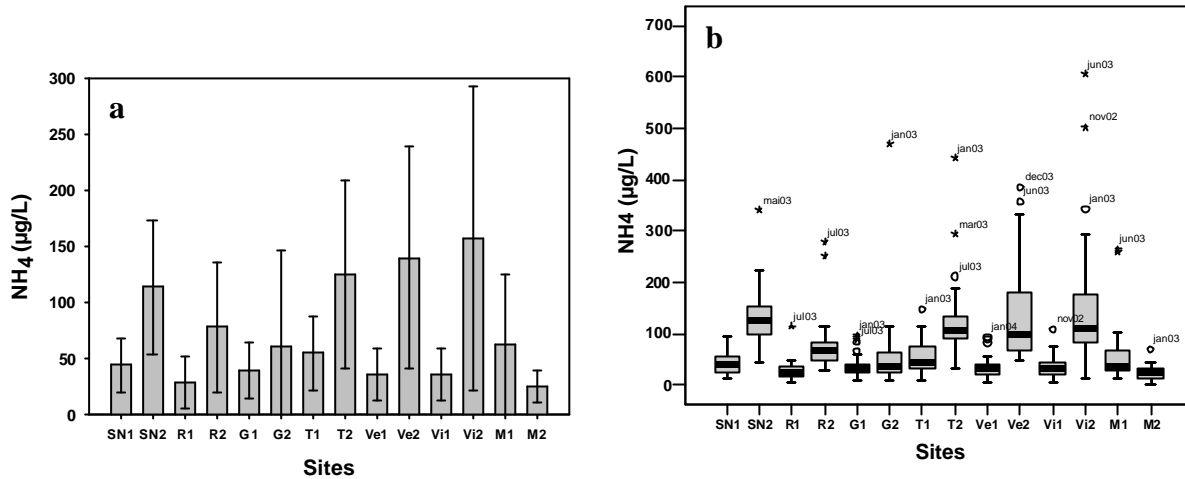 a
300
250
200
150
100
50
0
NH4 (µg/L)
SN1 SN2 R1 R2 G1 G2 T1 T2 Ve1 Ve2 Vi1 Vi2 M1 M2
Sites
b
700
600
500
400
300
200
100
0
NH4 (µg/L)
mai03
jul03
jul03
jan03
jul03
jan03
jan03
jan03
mar03
jul03
jan04
dec03
jun03
nov02
jun03
nov02
jan03
jun03
jan03
SN1 SN2 R1 R2 G1 G2 T1 T2 Ve1 Ve2 Vi1 Vi2 M1 M2
Sites